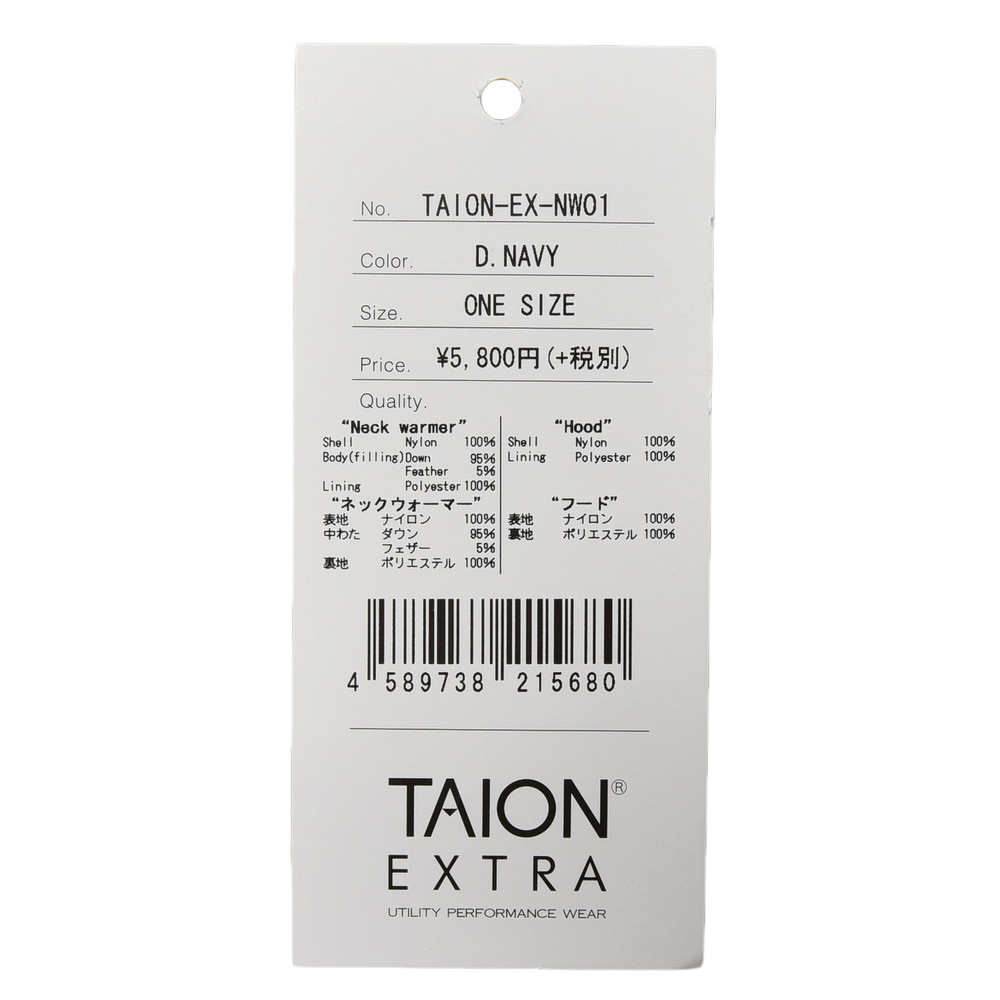 No. TAION-EX-NW01
Color. D.NAVY
Size. ONE SIZE
Price. ¥5,800円(+税別)
Quality.
“Neck warmer”
Shell Nylon 100%
Body(filling) Down 95%
Feather 5%
Lining Polyester 100%
“ネックウォーマー”
表地 ナイロン 100%
中わた ダウン 95%
フェザー 5%
裏地 ポリエステル 100%
“Hood”
Shell Nylon 100%
Lining Polyester 100%
“フード”
表地 ナイロン 100%
裏地 ポリエステル 100%
4 589738 215680
TAION®
EXTRA
UTILITY PERFORMANCE WEAR